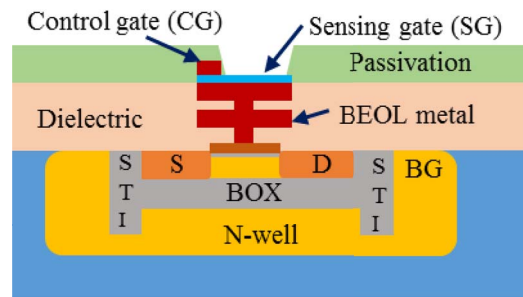 Control gate (CG)
Sensing gate (SG)
Passivation
Dielectric
BEOL metal
S T I
S
D
S T I
BG
BOX
N-well